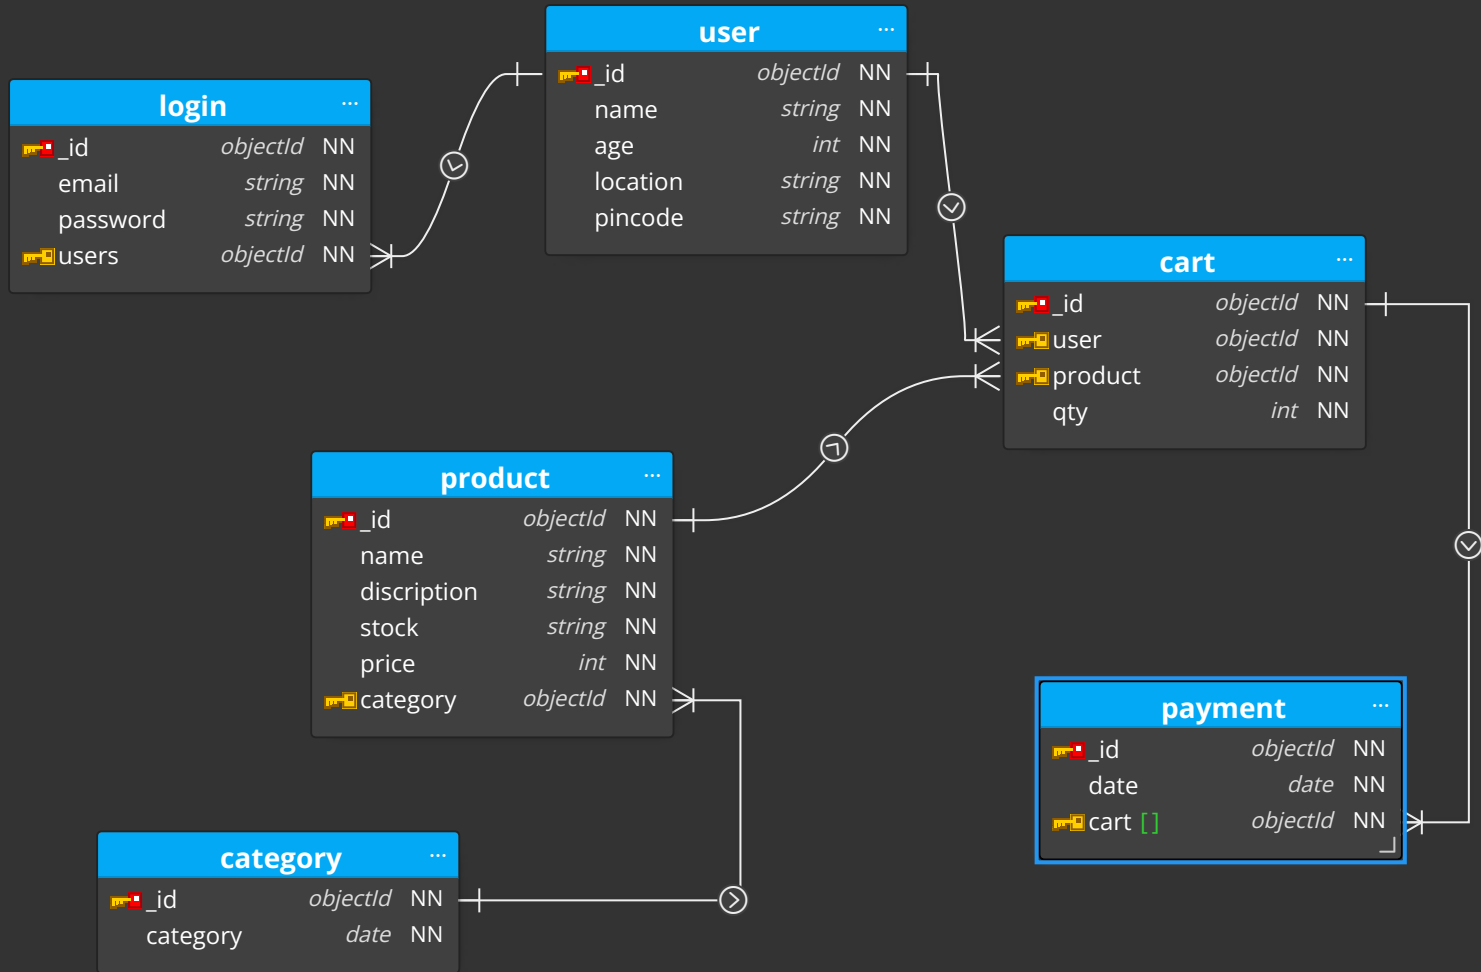 user ...
_id objectId NN
name string NN
age int NN
location string NN
pincode string NN
login ...
_id objectId NN
email string NN
password string NN
users objectId NN
cart ...
_id objectId NN
user objectId NN
product objectId NN
qty int NN
product ...
_id objectId NN
name string NN
discription string NN
stock string NN
price int NN
category objectId NN
payment ...
_id objectId NN
date date NN
cart [] objectId NN
category ...
_id objectId NN
category date NN